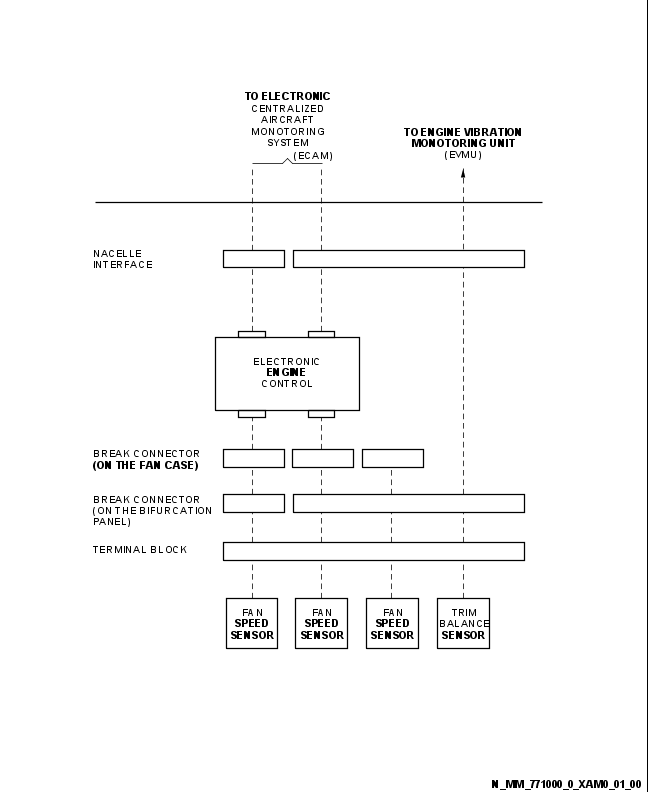 TO ELECTRONIC
CENTRALIZED
AIRCRAFT
MONOTORING
SYSTEM
(ECAM)
TO ENGINE VIBRATION
MONOTORING UNIT
(EVMU)
NACELLE
INTERFACE
ELECTRONIC
ENGINE
CONTROL
BREAK CONNECTOR
(ON THE FAN CASE)
BREAK CONNECTOR
(ON THE BIFURCATION
PANEL)
TERMINAL BLOCK
FAN
SPEED
SENSOR
FAN
SPEED
SENSOR
FAN
SPEED
SENSOR
TRIM
BALANCE
SENSOR
N_MM_771000_0_XAM0_01_00